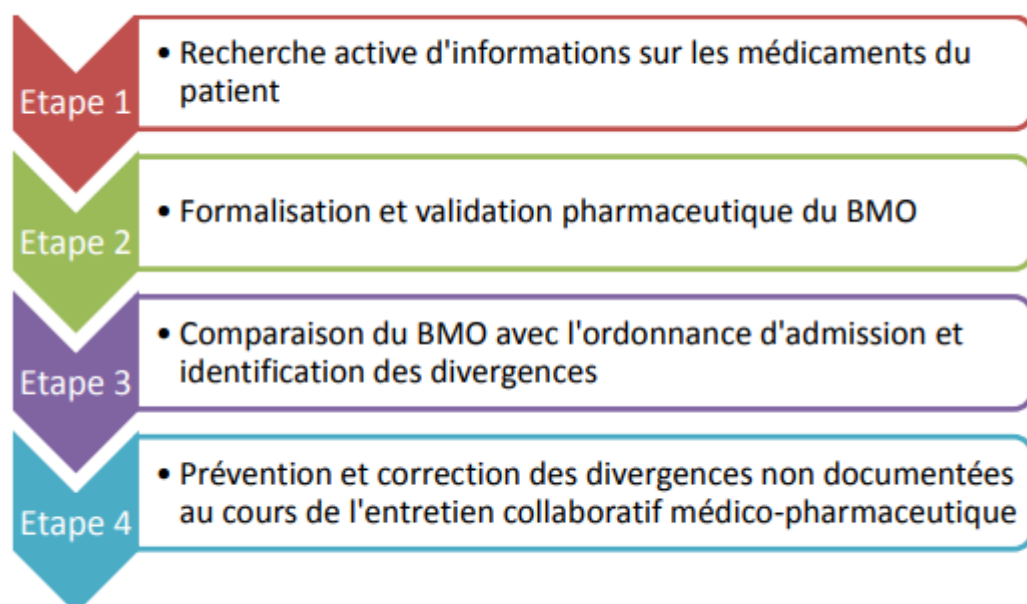 Etape 1
• Recherche active d'informations sur les médicaments du
patient
Etape 2
• Formalisation et validation pharmaceutique du BMO
Etape 3
• Comparaison du BMO avec l'ordonnance d'admission et
identification des divergences
Etape 4
• Prévention et correction des divergences non documentées
au cours de l'entretien collaboratif médico-pharmaceutique